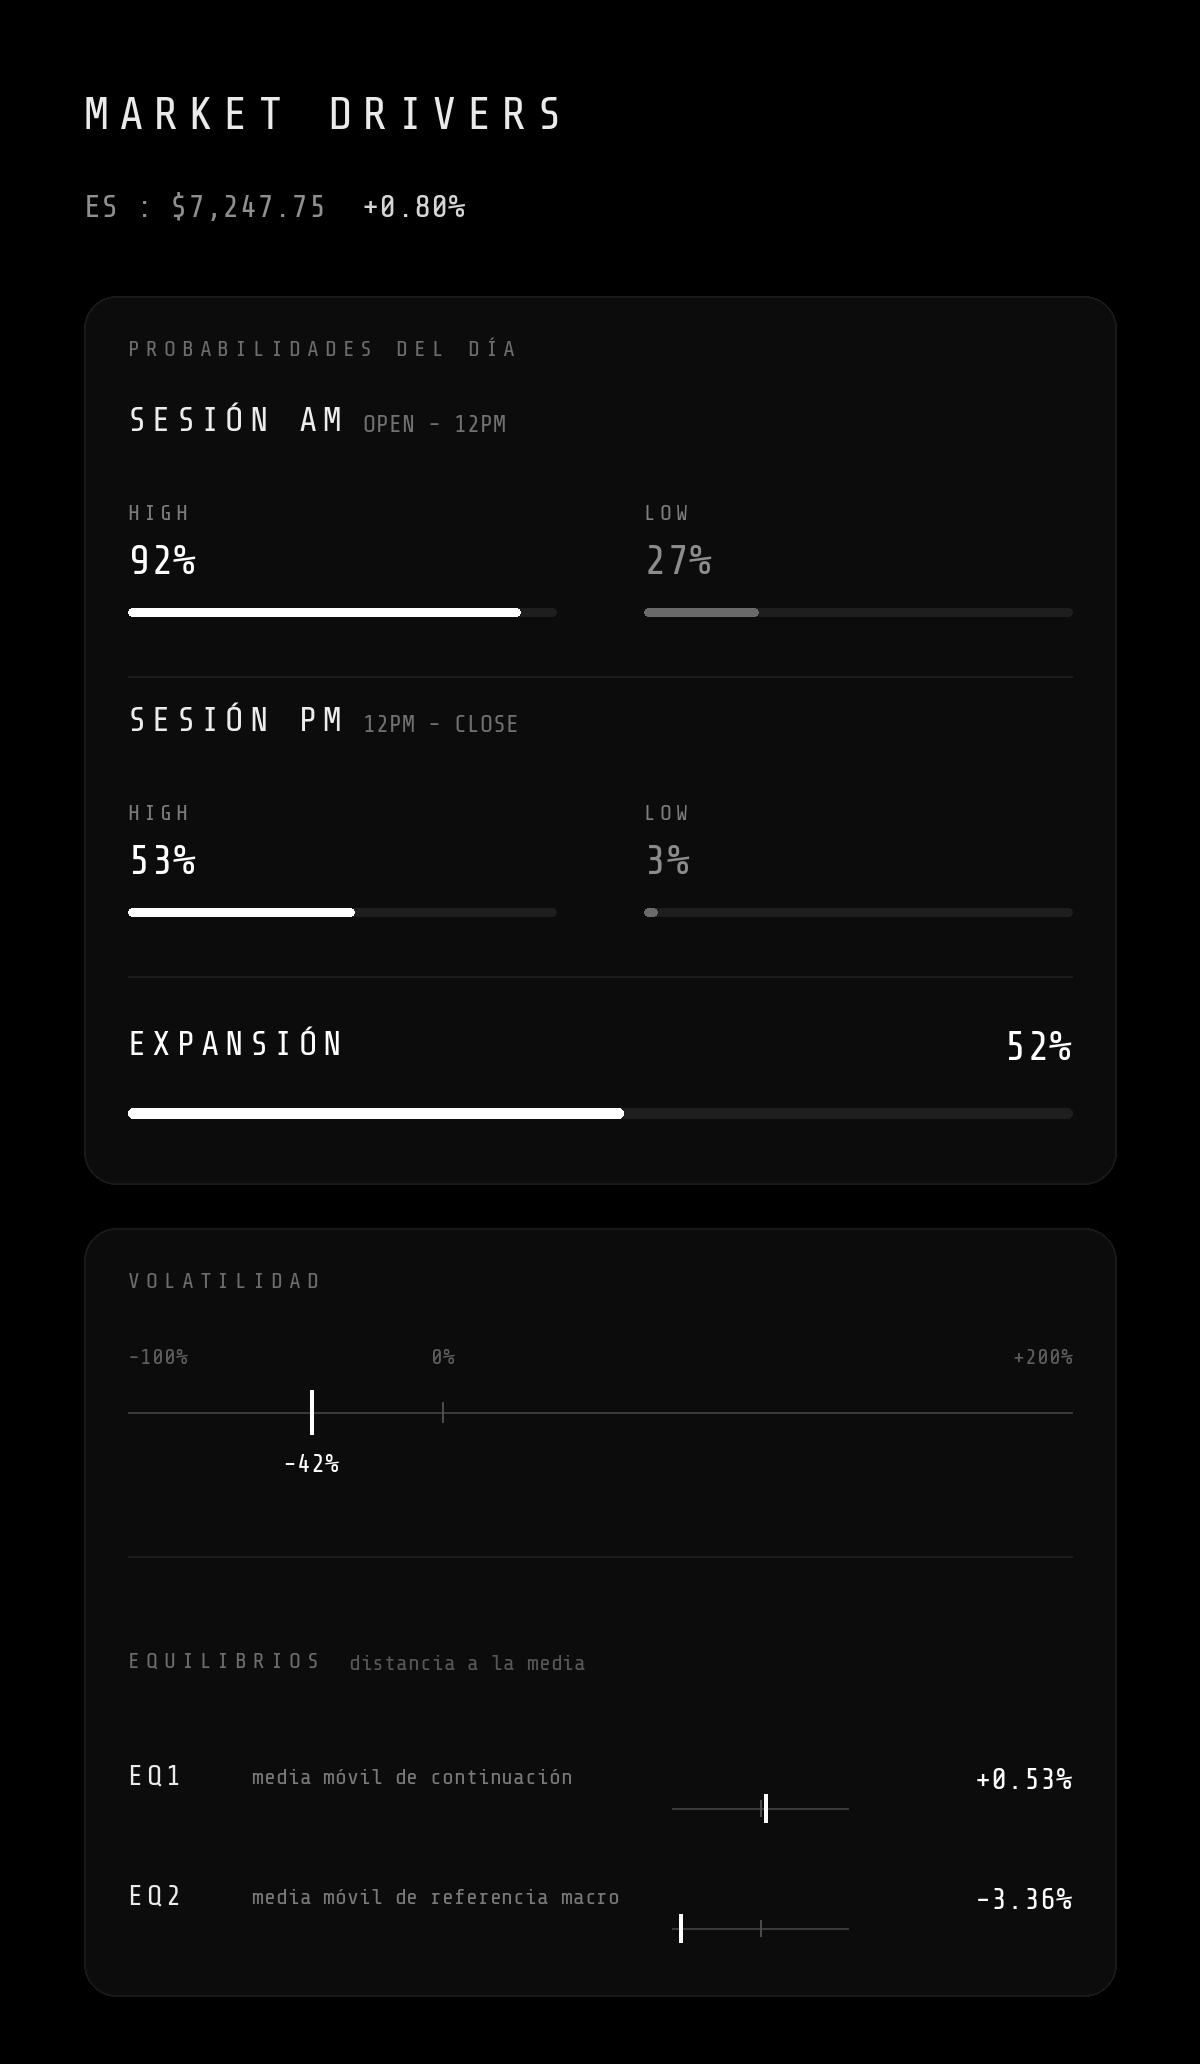 MARKET DRIVERS
ES : $7,247.75 +0.80%
PROBABILIDADES DEL DÍA
SESIÓN AM OPEN – 12PM
HIGH LOW
92% 27%
SESIÓN PM 12PM – CLOSE
HIGH LOW
53% 3%
EXPANSIÓN 52%
VOLATILIDAD
-100% 0% +200%
-42%
EQUILIBRIOS distancia a la media
EQ1 media móvil de continuación +0.53%
EQ2 media móvil de referencia macro -3.36%